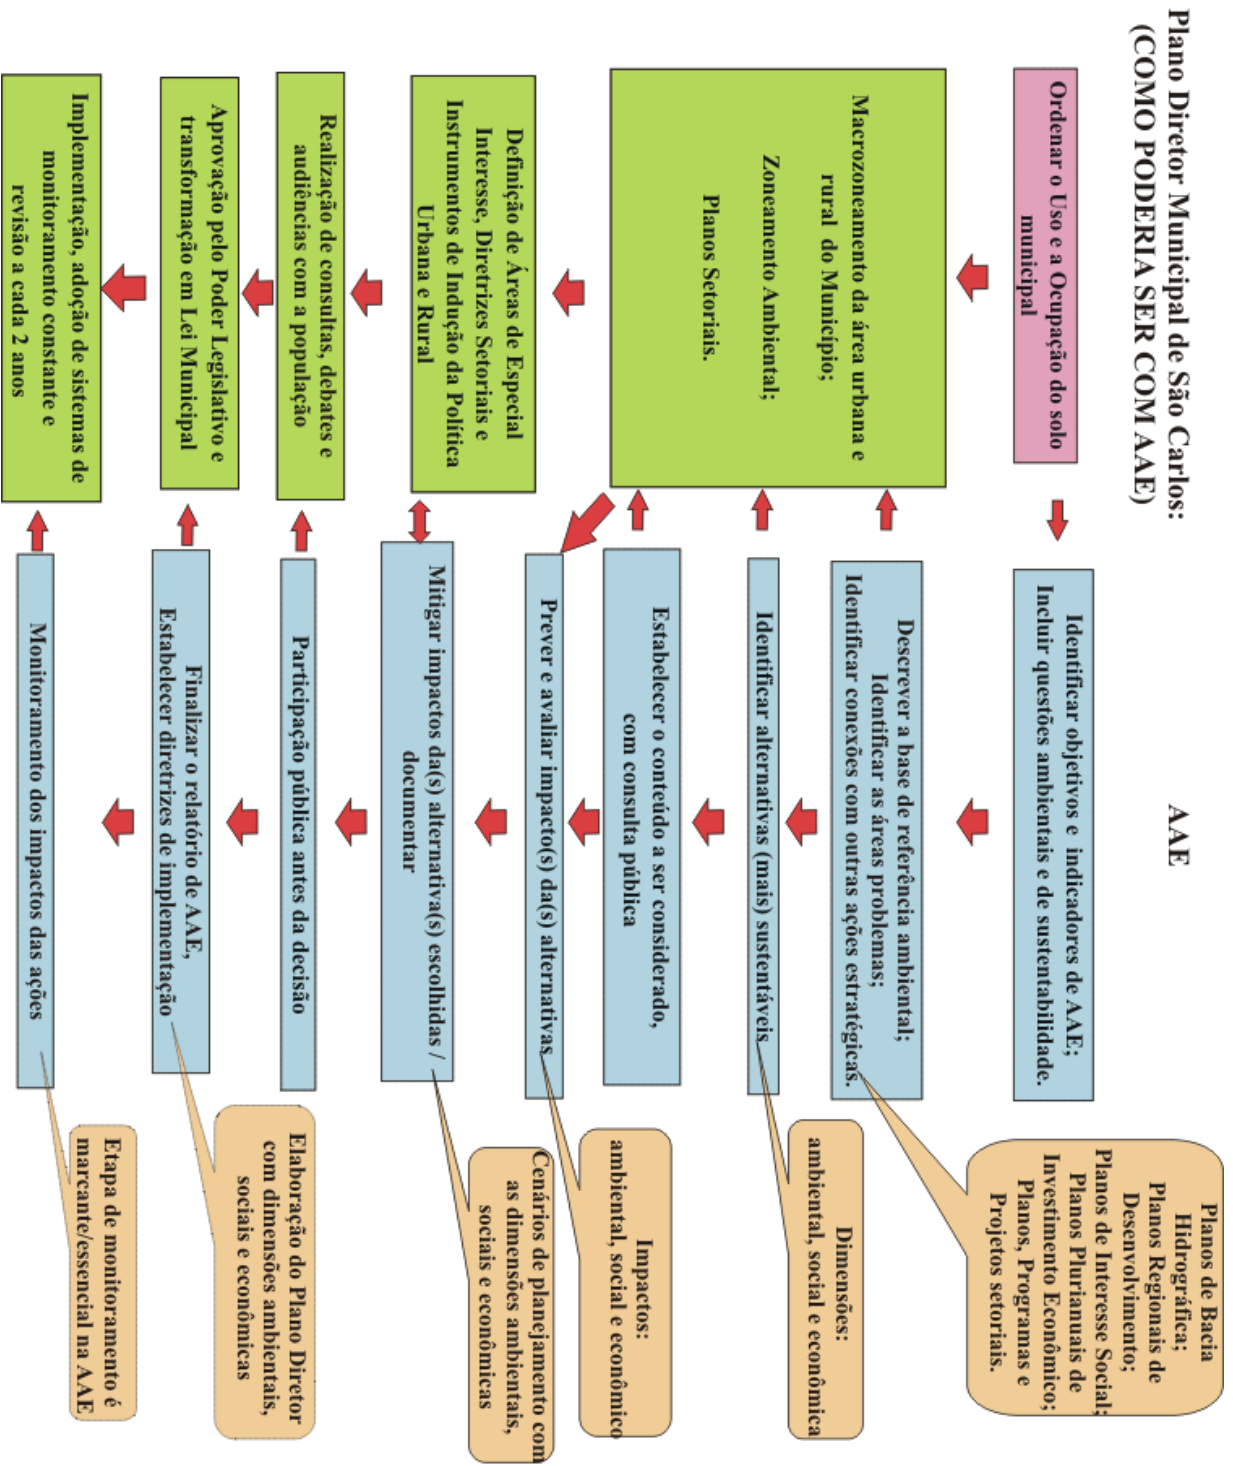 Plano Diretor Municipal de São Carlos:
(COMO PODERIA SER COM AAE)
AAE
Ordenar o Uso e a Ocupação do solo
municipal
Identificar objetivos e indicadores de AAE;
Incluir questões ambientais e de sustentabilidade.
Planos de Bacia
Hidrográfica;
Planos Regionais de
Desenvolvimento;
Planos de Interesse Social;
Planos Plurianuais de
Investimento Econômico;
Planos, Programas e
Projetos setoriais.
Macrozoneamento da área urbana e
rural do Município;
Zoneamento Ambiental;
Planos Setoriais.
Descrever a base de referência ambiental;
Identificar as áreas problemas;
Identificar conexões com outras ações estratégicas.
Identificar alternativas (mais) sustentáveis
Dimensões:
ambiental, social e econômica
Estabelecer o conteúdo a ser considerado,
com consulta pública
Prever e avaliar impacto(s) da(s) alternativas
Impactos:
ambiental, social e econômico
Definição de Áreas de Especial
Interesse, Diretrizes Setoriais e
Instrumentos de Indução da Política
Urbana e Rural
Mitigar impactos da(s) alternativa(s) escolhidas /
documentar
Cenários de planejamento com
as dimensões ambientais,
sociais e econômicas
Realização de consultas, debates e
audiências com a população
Participação pública antes da decisão
Aprovação pelo Poder Legislativo e
transformação em Lei Municipal
Finalizar o relatório de AAE,
Estabelecer diretrizes de implementação
Elaboração do Plano Diretor
com dimensões ambientais,
sociais e econômicas
Implementação, adoção de sistemas de
monitoramento constante e
revisão a cada 2 anos
Monitoramento dos impactos das ações
Etapa de monitoramento é
marcante/essencial na AAE